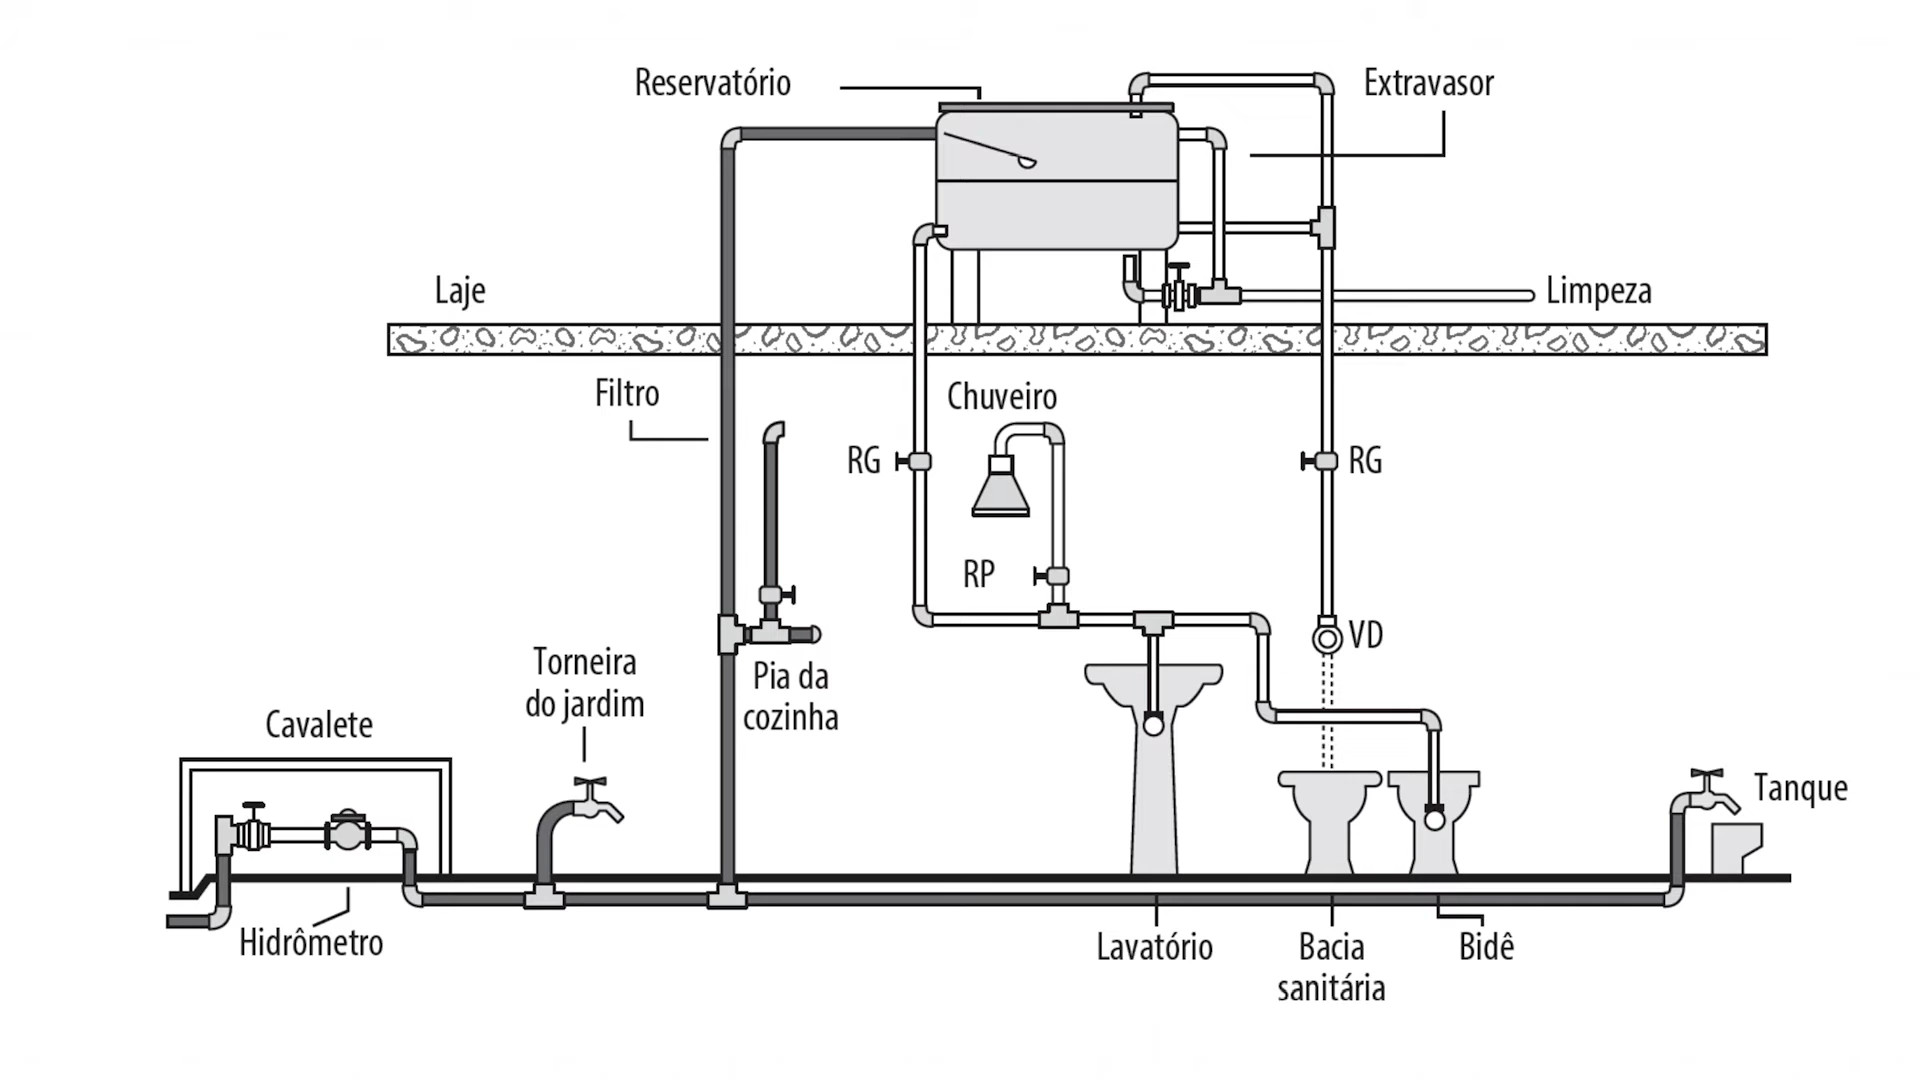 Reservatório
Extravasor
Laje
Limpeza
Filtro
Chuveiro
RG
RG
RP
Torneira
do jardim
VD
Pia da
cozinha
Cavalete
Tanque
Hidrômetro
Lavatório
Bacia
sanitária
Bidê